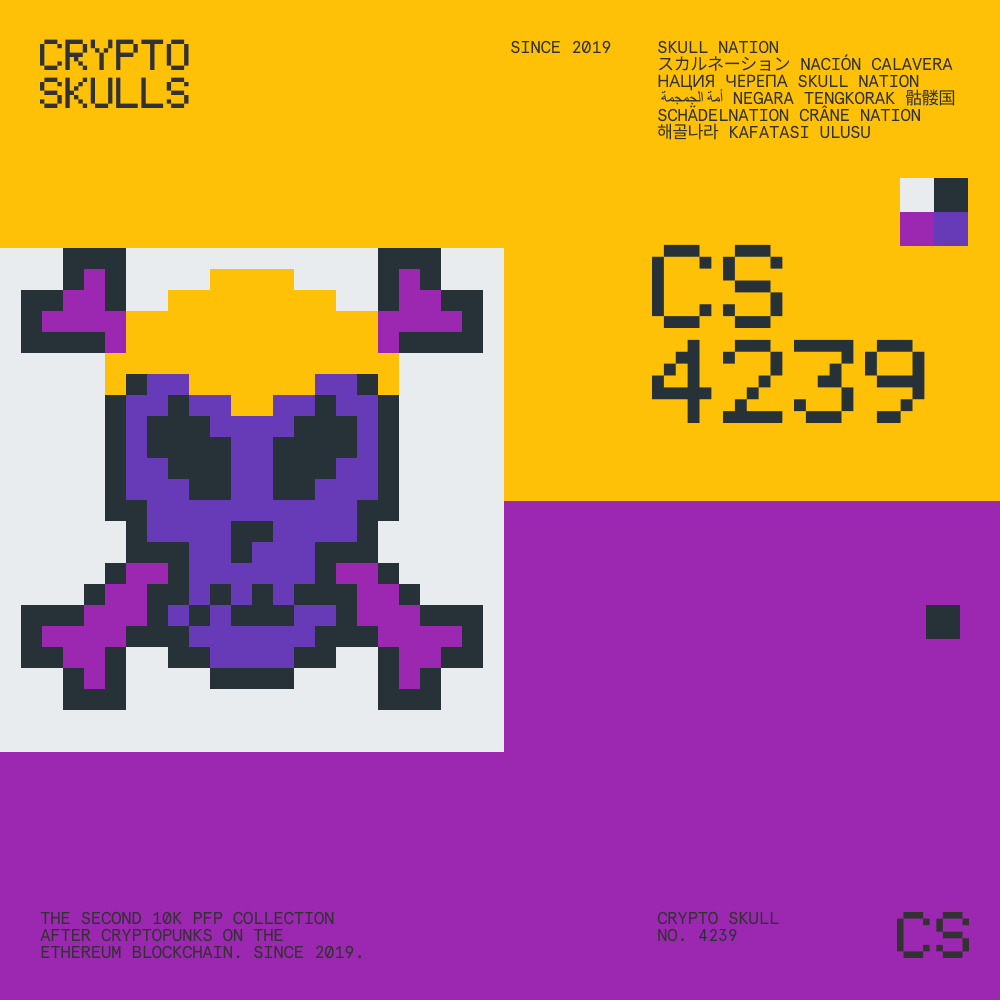 CRYPTO
SKULLS
SINCE 2019
SKULL NATION
スカルネーション NACIÓN CALAVERA
НАЦИЯ ЧЕРЕПА SKULL NATION
أمة الجمجمة NEGARA TENGKORAK 骷髅国
SCHÄDELNATION CRÂNE NATION
해골나라 KAFATASI ULUSU
CS
4239
THE SECOND 10K PFP COLLECTION
AFTER CRYPTOPUNKS ON THE
ETHEREUM BLOCKCHAIN. SINCE 2019.
CRYPTO SKULL
NO. 4239
CS